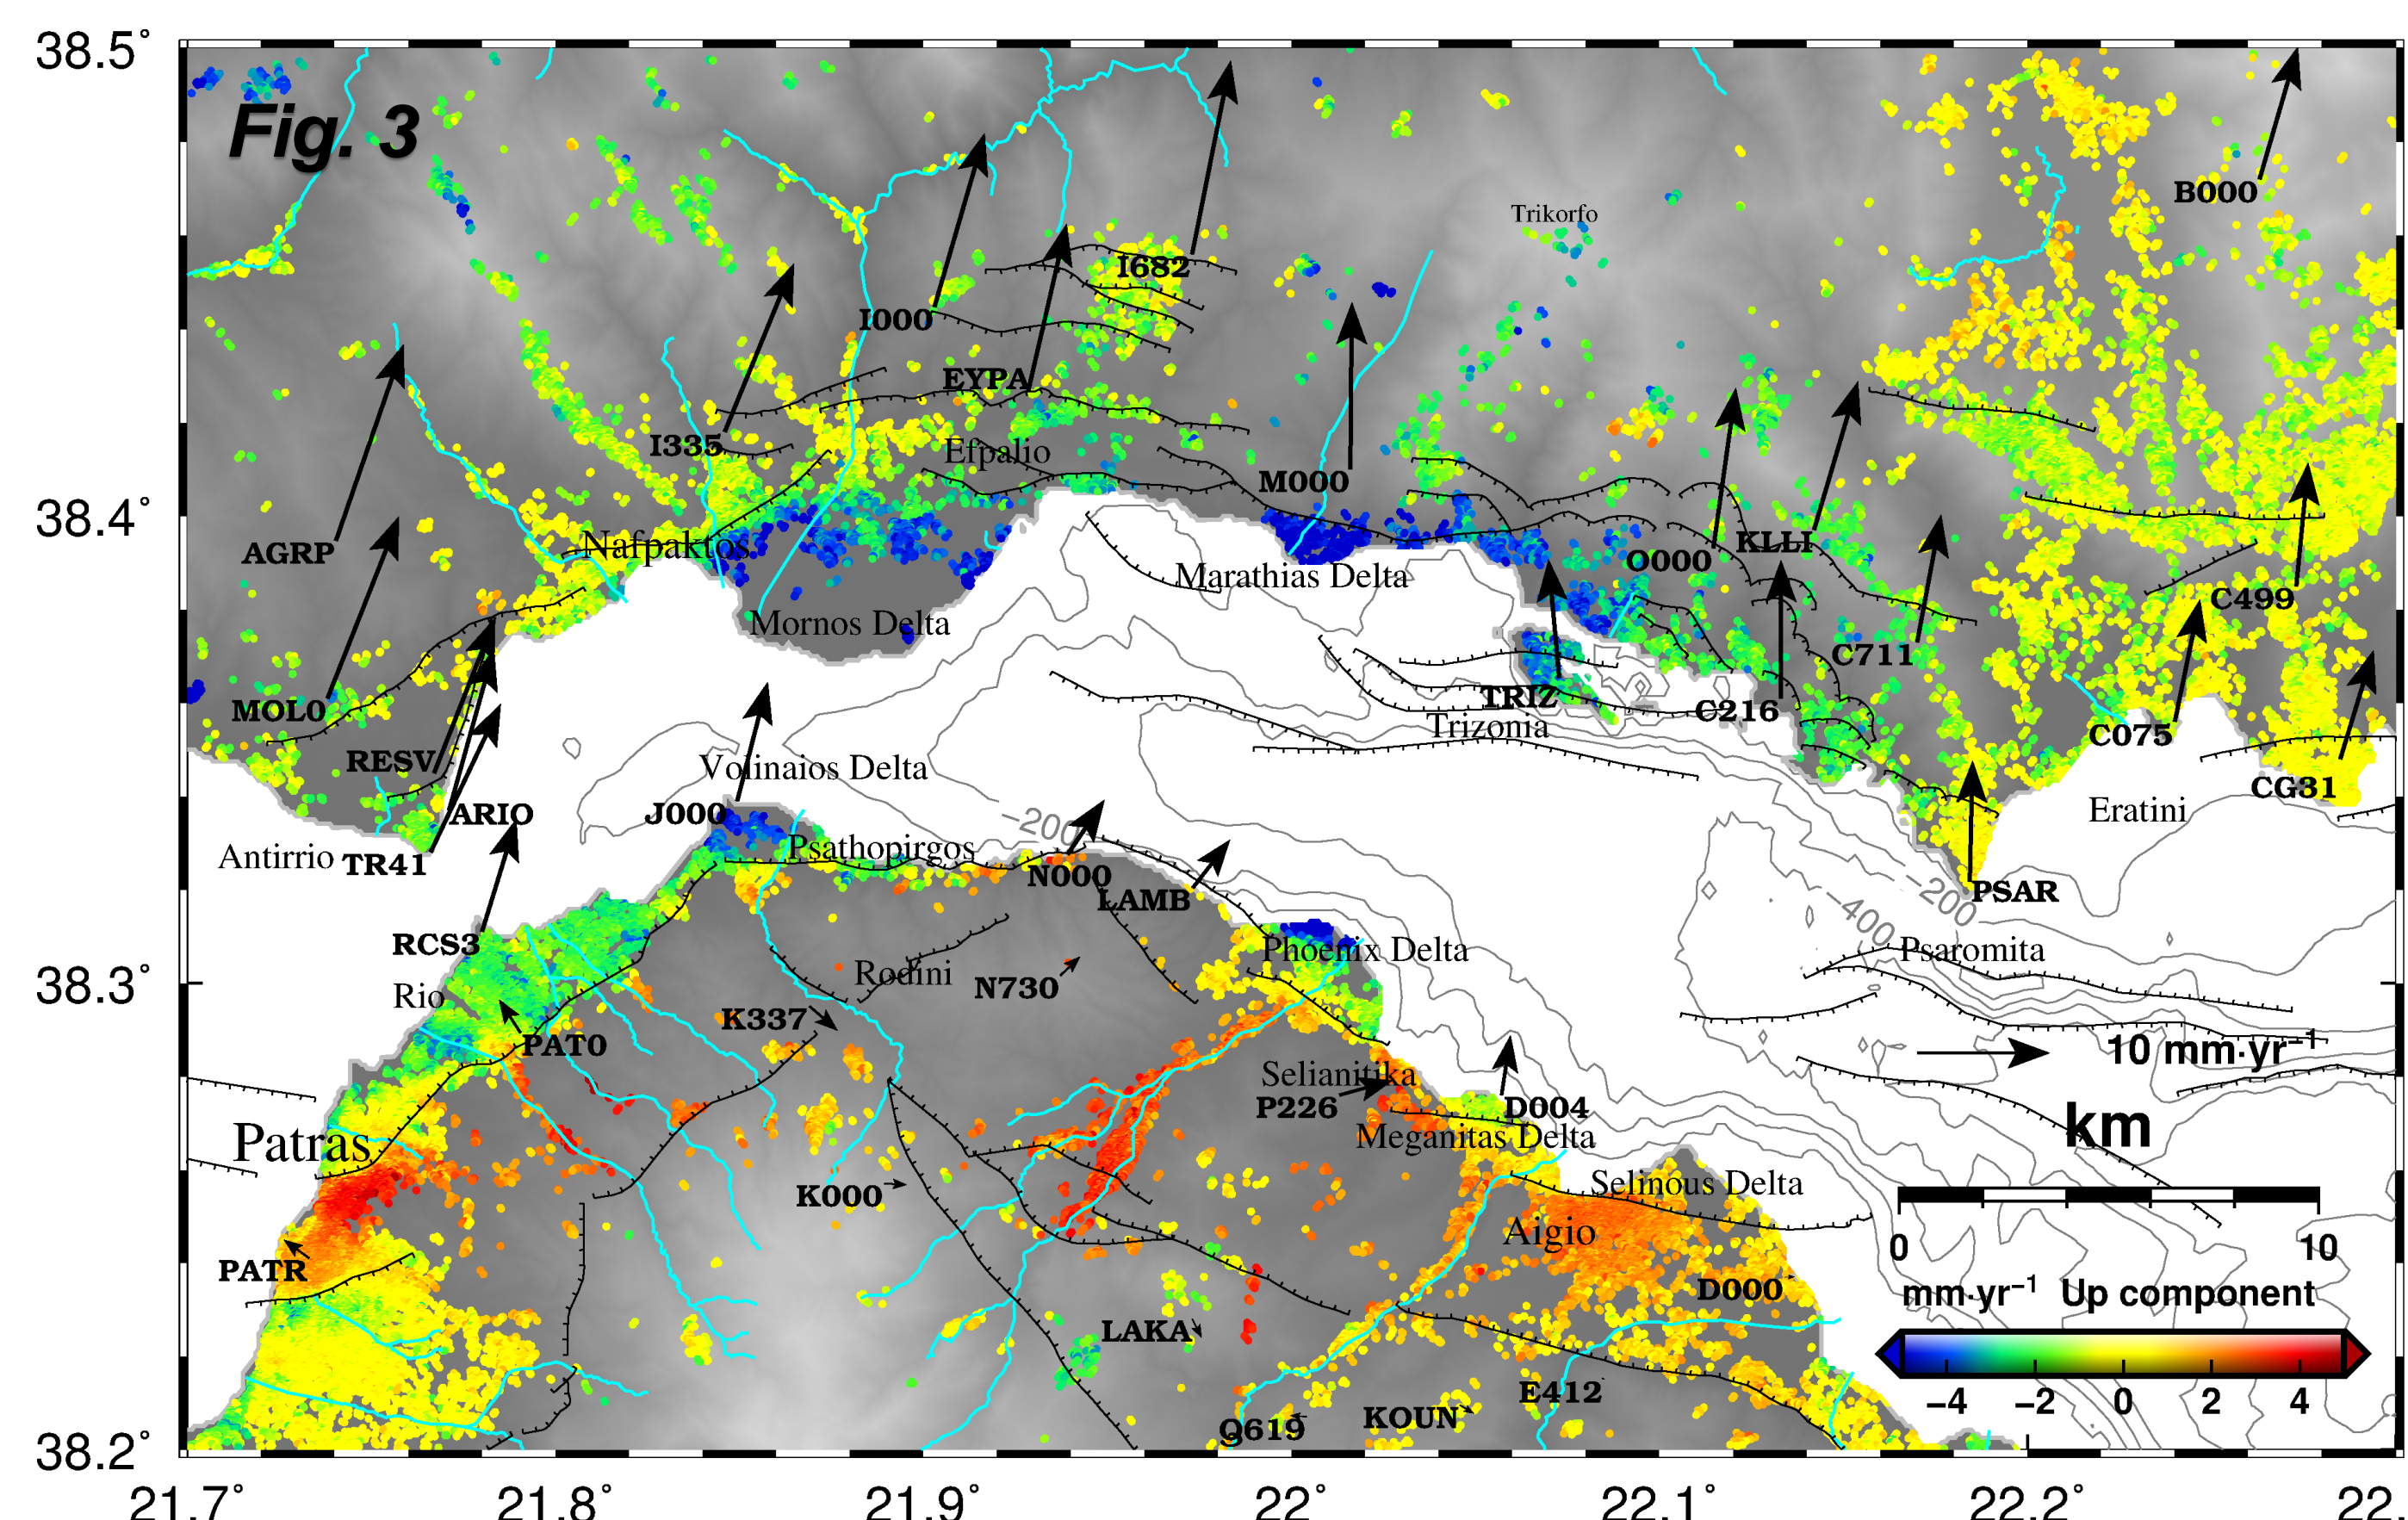 38.5°
Fig. 3
B000
Trikorfo
I682
I000
EYPA
I335
Efpalio
M000
38.4°
AGRP
Nafpaktos
O000
KLLI
Marathias Delta
C499
Mornos Delta
C711
MOL0
TRIZ
C216
Trizonia
C075
RESV
Volinaios Delta
CG31
J000
ARIO
−200
Eratini
Psathopirgos
Antirrio
TR41
N000
LAMB
PSAR
−200
−400
RCS3
Phoenix Delta
Psaromita
Rodini
38.3°
Rio
N730
K337
PAT0
10 mm·yr⁻¹
Selianitika
P226
D004
km
Patras
Meganitas Delta
Selinous Delta
K000
Aigio
0
10
PATR
D000
mm·yr⁻¹ Up component
LAKA
E412
−4 −2 0 2 4
KOUN
Q619
38.2°
21.7° 21.8° 21.9° 22° 22.1° 22.2° 22.